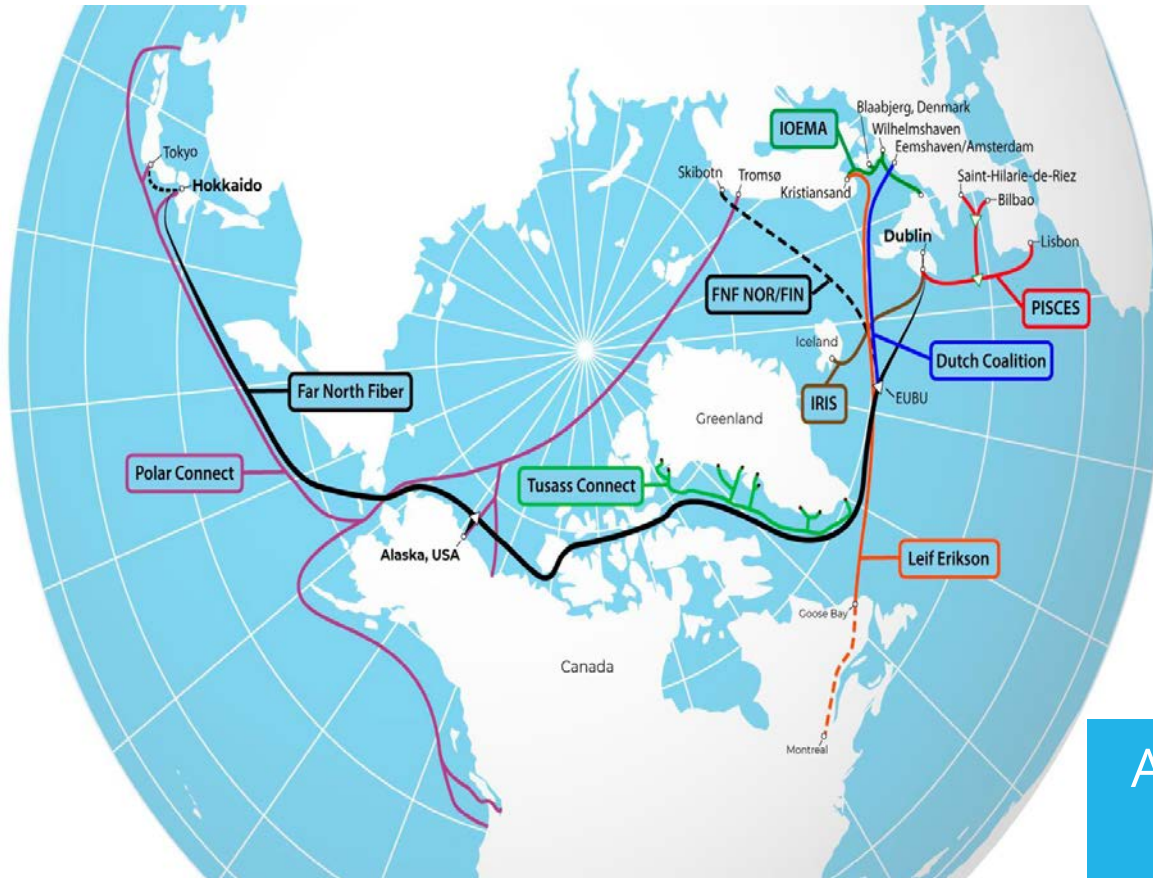 Blaabjerg, Denmark
IOEMA
Wilhelmshaven
Eemshaven/Amsterdam
Tokyo
Hokkaido
Skibotn
Tromsø
Kristiansand
Saint-Hilarie-de-Riez
Bilbao
Dublin
Lisbon
FNF NOR/FIN
PISCES
Iceland
Dutch Coalition
Far North Fiber
IRIS
EUBU
Greenland
Polar Connect
Tusass Connect
Alaska, USA
Leif Erikson
Goose Bay
Canada
Montreal
A